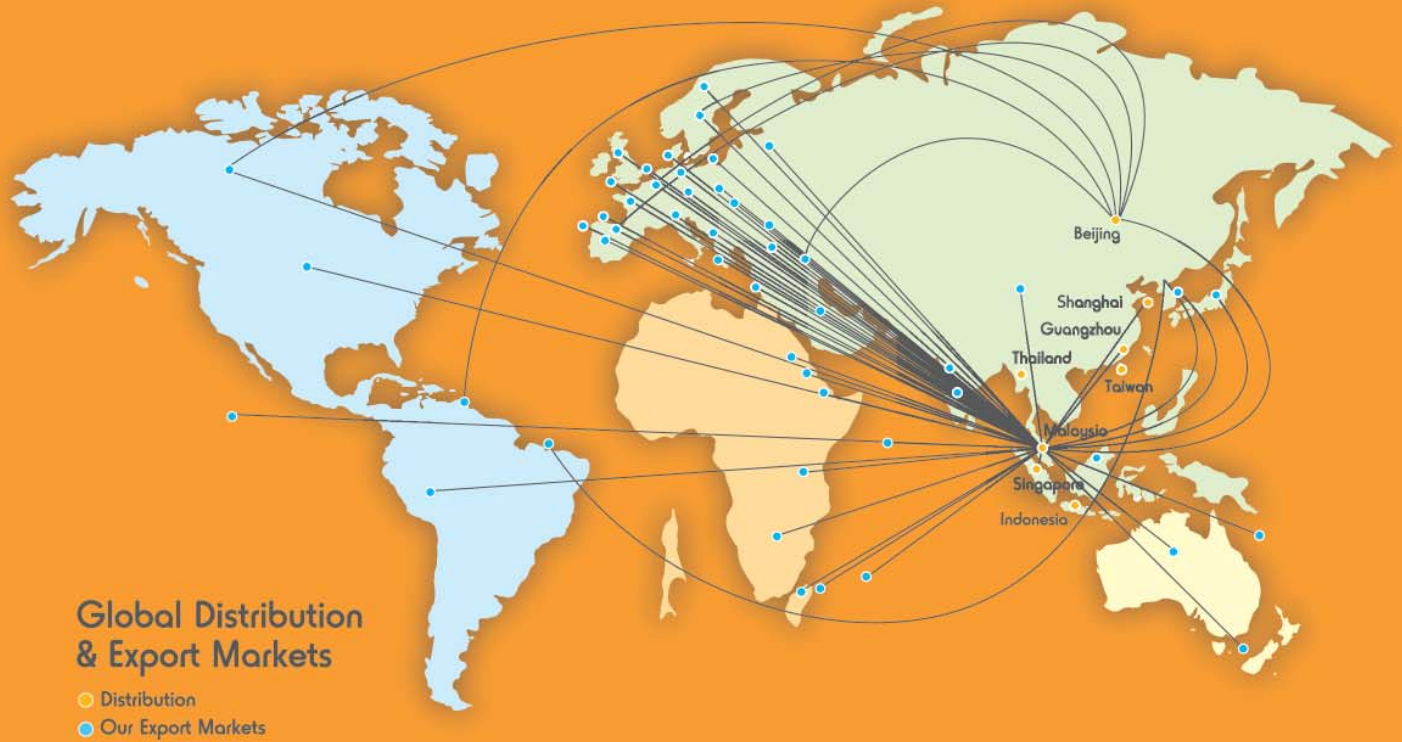 Beijing
Shanghai
Guangzhou
Thailand
Taiwan
Malaysia
Singapore
Indonesia
Global Distribution
& Export Markets
Distribution
Our Export Markets